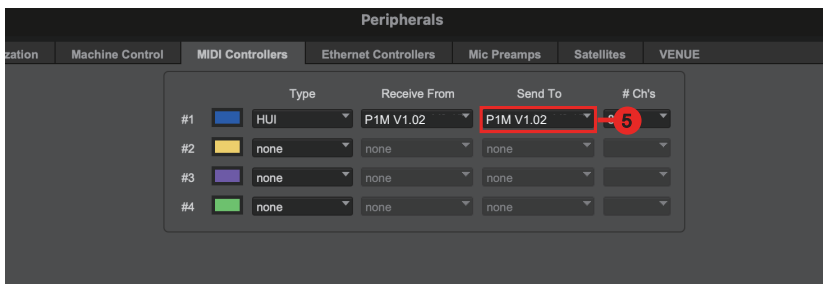 Peripherals
zation Machine Control MIDI Controllers Ethernet Controllers Mic Preamps Satellites VENUE
Type Receive From Send To # Ch's
#1 HUI P1M V1.02 P1M V1.02 5
#2 none none none
#3 none none none
#4 none none none